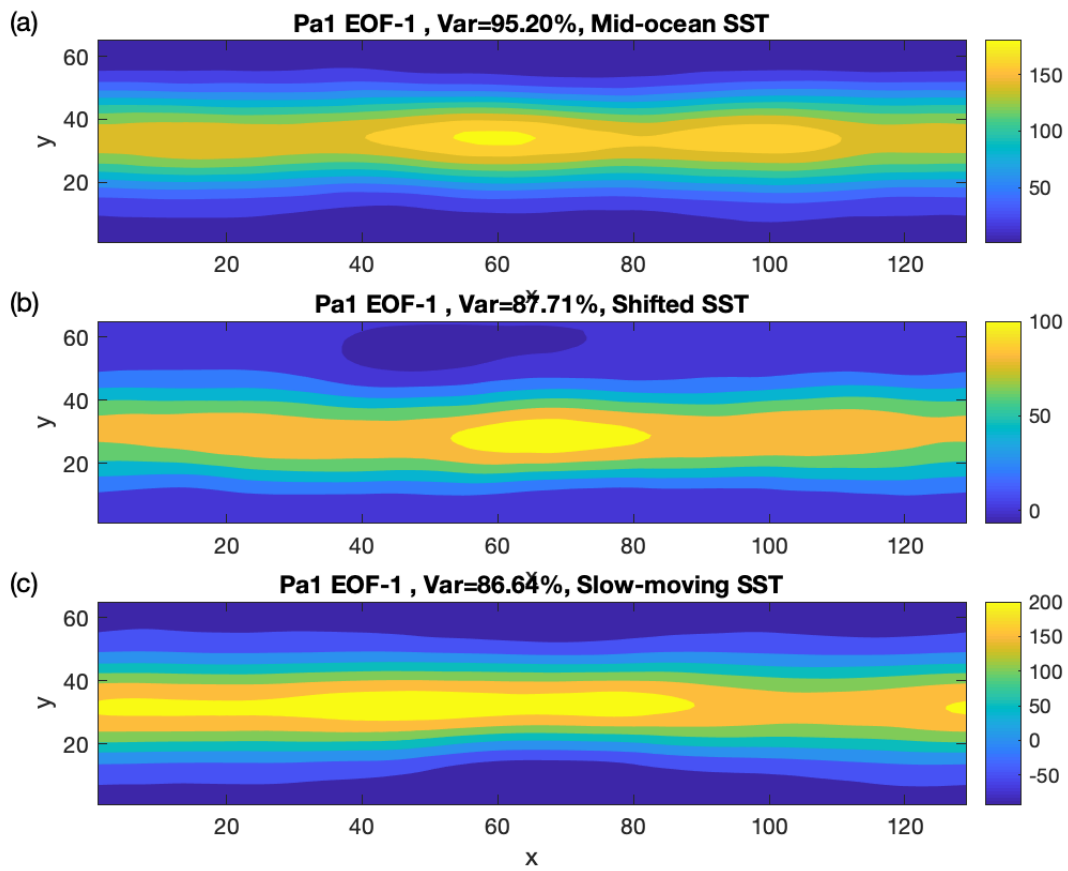 (a)
Pa1 EOF-1 , Var=95.20%, Mid-ocean SST
60
40
20
y
20 40 60 80 100 120
x
150
100
50
(b)
Pa1 EOF-1 , Var=87.71%, Shifted SST
60
40
20
y
20 40 60 80 100 120
x
100
50
0
(c)
Pa1 EOF-1 , Var=86.64%, Slow-moving SST
60
40
20
y
20 40 60 80 100 120
x
200
150
100
50
0
-50